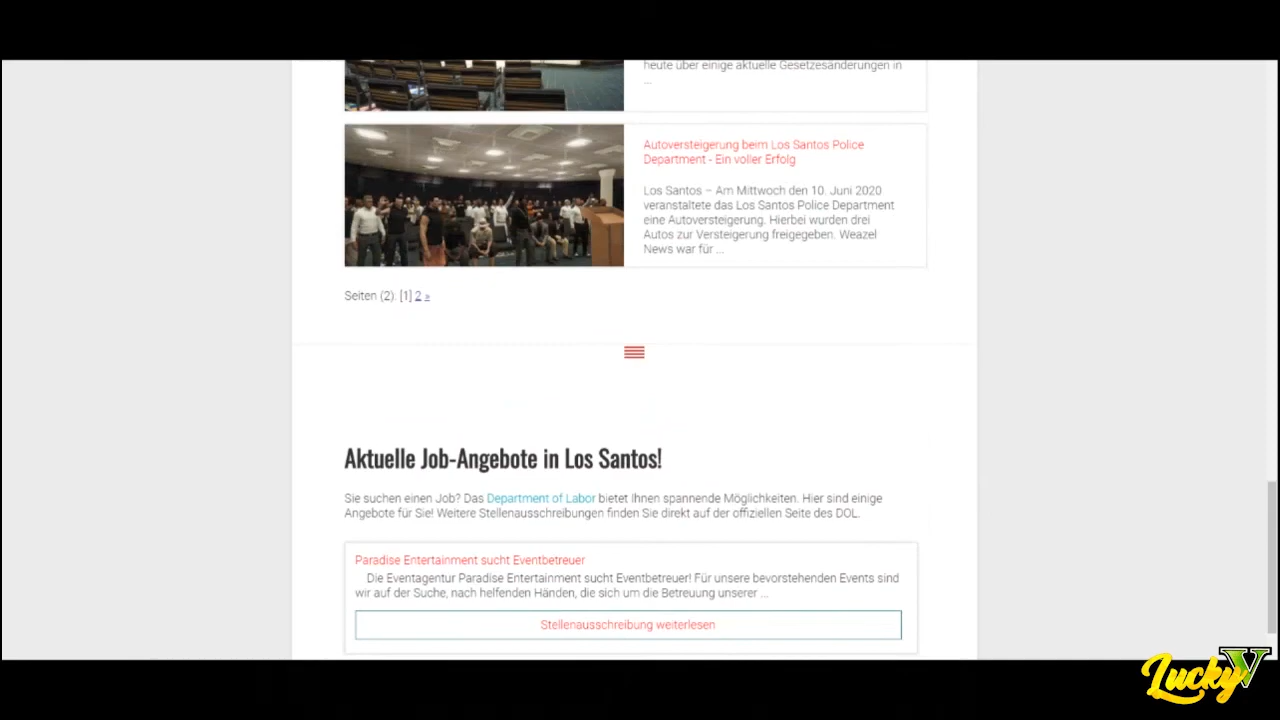 heute über einige aktuelle Gesetzesänderungen in
...
Autoversteigerung beim Los Santos Police
Department - Ein voller Erfolg
Los Santos – Am Mittwoch den 10. Juni 2020
veranstaltete das Los Santos Police Department
eine Autoversteigerung. Hierbei wurden drei
Autos zur Versteigerung freigegeben. Weazel
News war für ...
Seiten (2): [1] 2 »
Aktuelle Job-Angebote in Los Santos!
Sie suchen einen Job? Das Department of Labor bietet Ihnen spannende Möglichkeiten. Hier sind einige
Angebote für Sie! Weitere Stellenausschreibungen finden Sie direkt auf der offiziellen Seite des DOL.
Paradise Entertainment sucht Eventbetreuer
Die Eventagentur Paradise Entertainment sucht Eventbetreuer! Für unsere bevorstehenden Events sind
wir auf der Suche, nach helfenden Händen, die sich um die Betreuung unserer ...
Stellenausschreibung weiterlesen
LuckyV